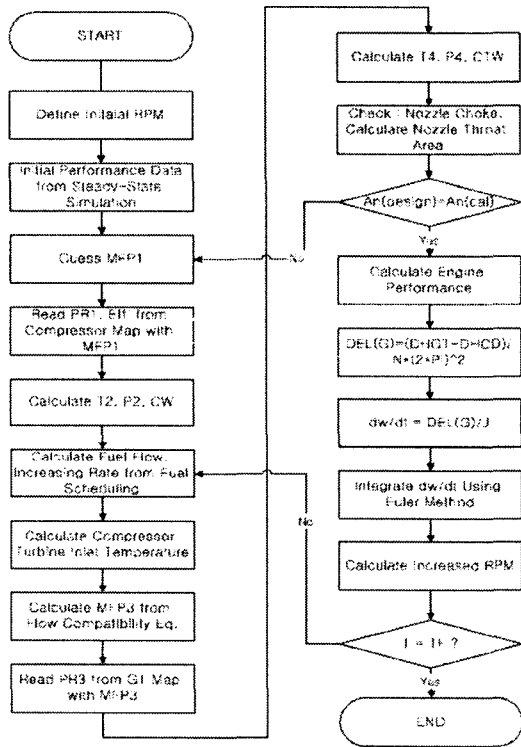 START
Define Initaial RPM
Initial Performance Data
from Steady-State
Simulation
Guess MFP1
Read PR1, Eff from
Compressor Map with
MFP1
Calculate T2, P2, CW
Calculate Fuel Flow,
Increasing Rate from Fuel
Scheduling
Calculate Compressor
Turbine Inlet Temperature
Calculate MFP3 from
Flow Compatibility Eq.
Read PR3 from GT Map
with MFP3
Calculate T4, P4, CTW
Check : Nozzle Choke,
Calculate Nozzle Throat
Area
An(design)=An(cal)
No
Yes
Calculate Engine
Performance
dw/dt = DEL(G)/J
Integrate dw/dt Using
Euler Method
Calculate Increased RPM
No
Yes
END